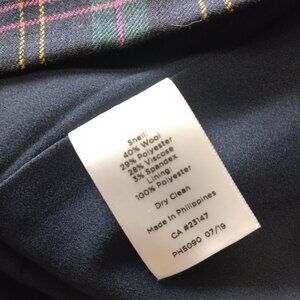 Shell:
40% Wool
29% Polyester
28% Viscose
3% Spandex
Lining:
100% Polyester
Dry Clean
Made In Philippines
CA #23147
PH5090 07/19